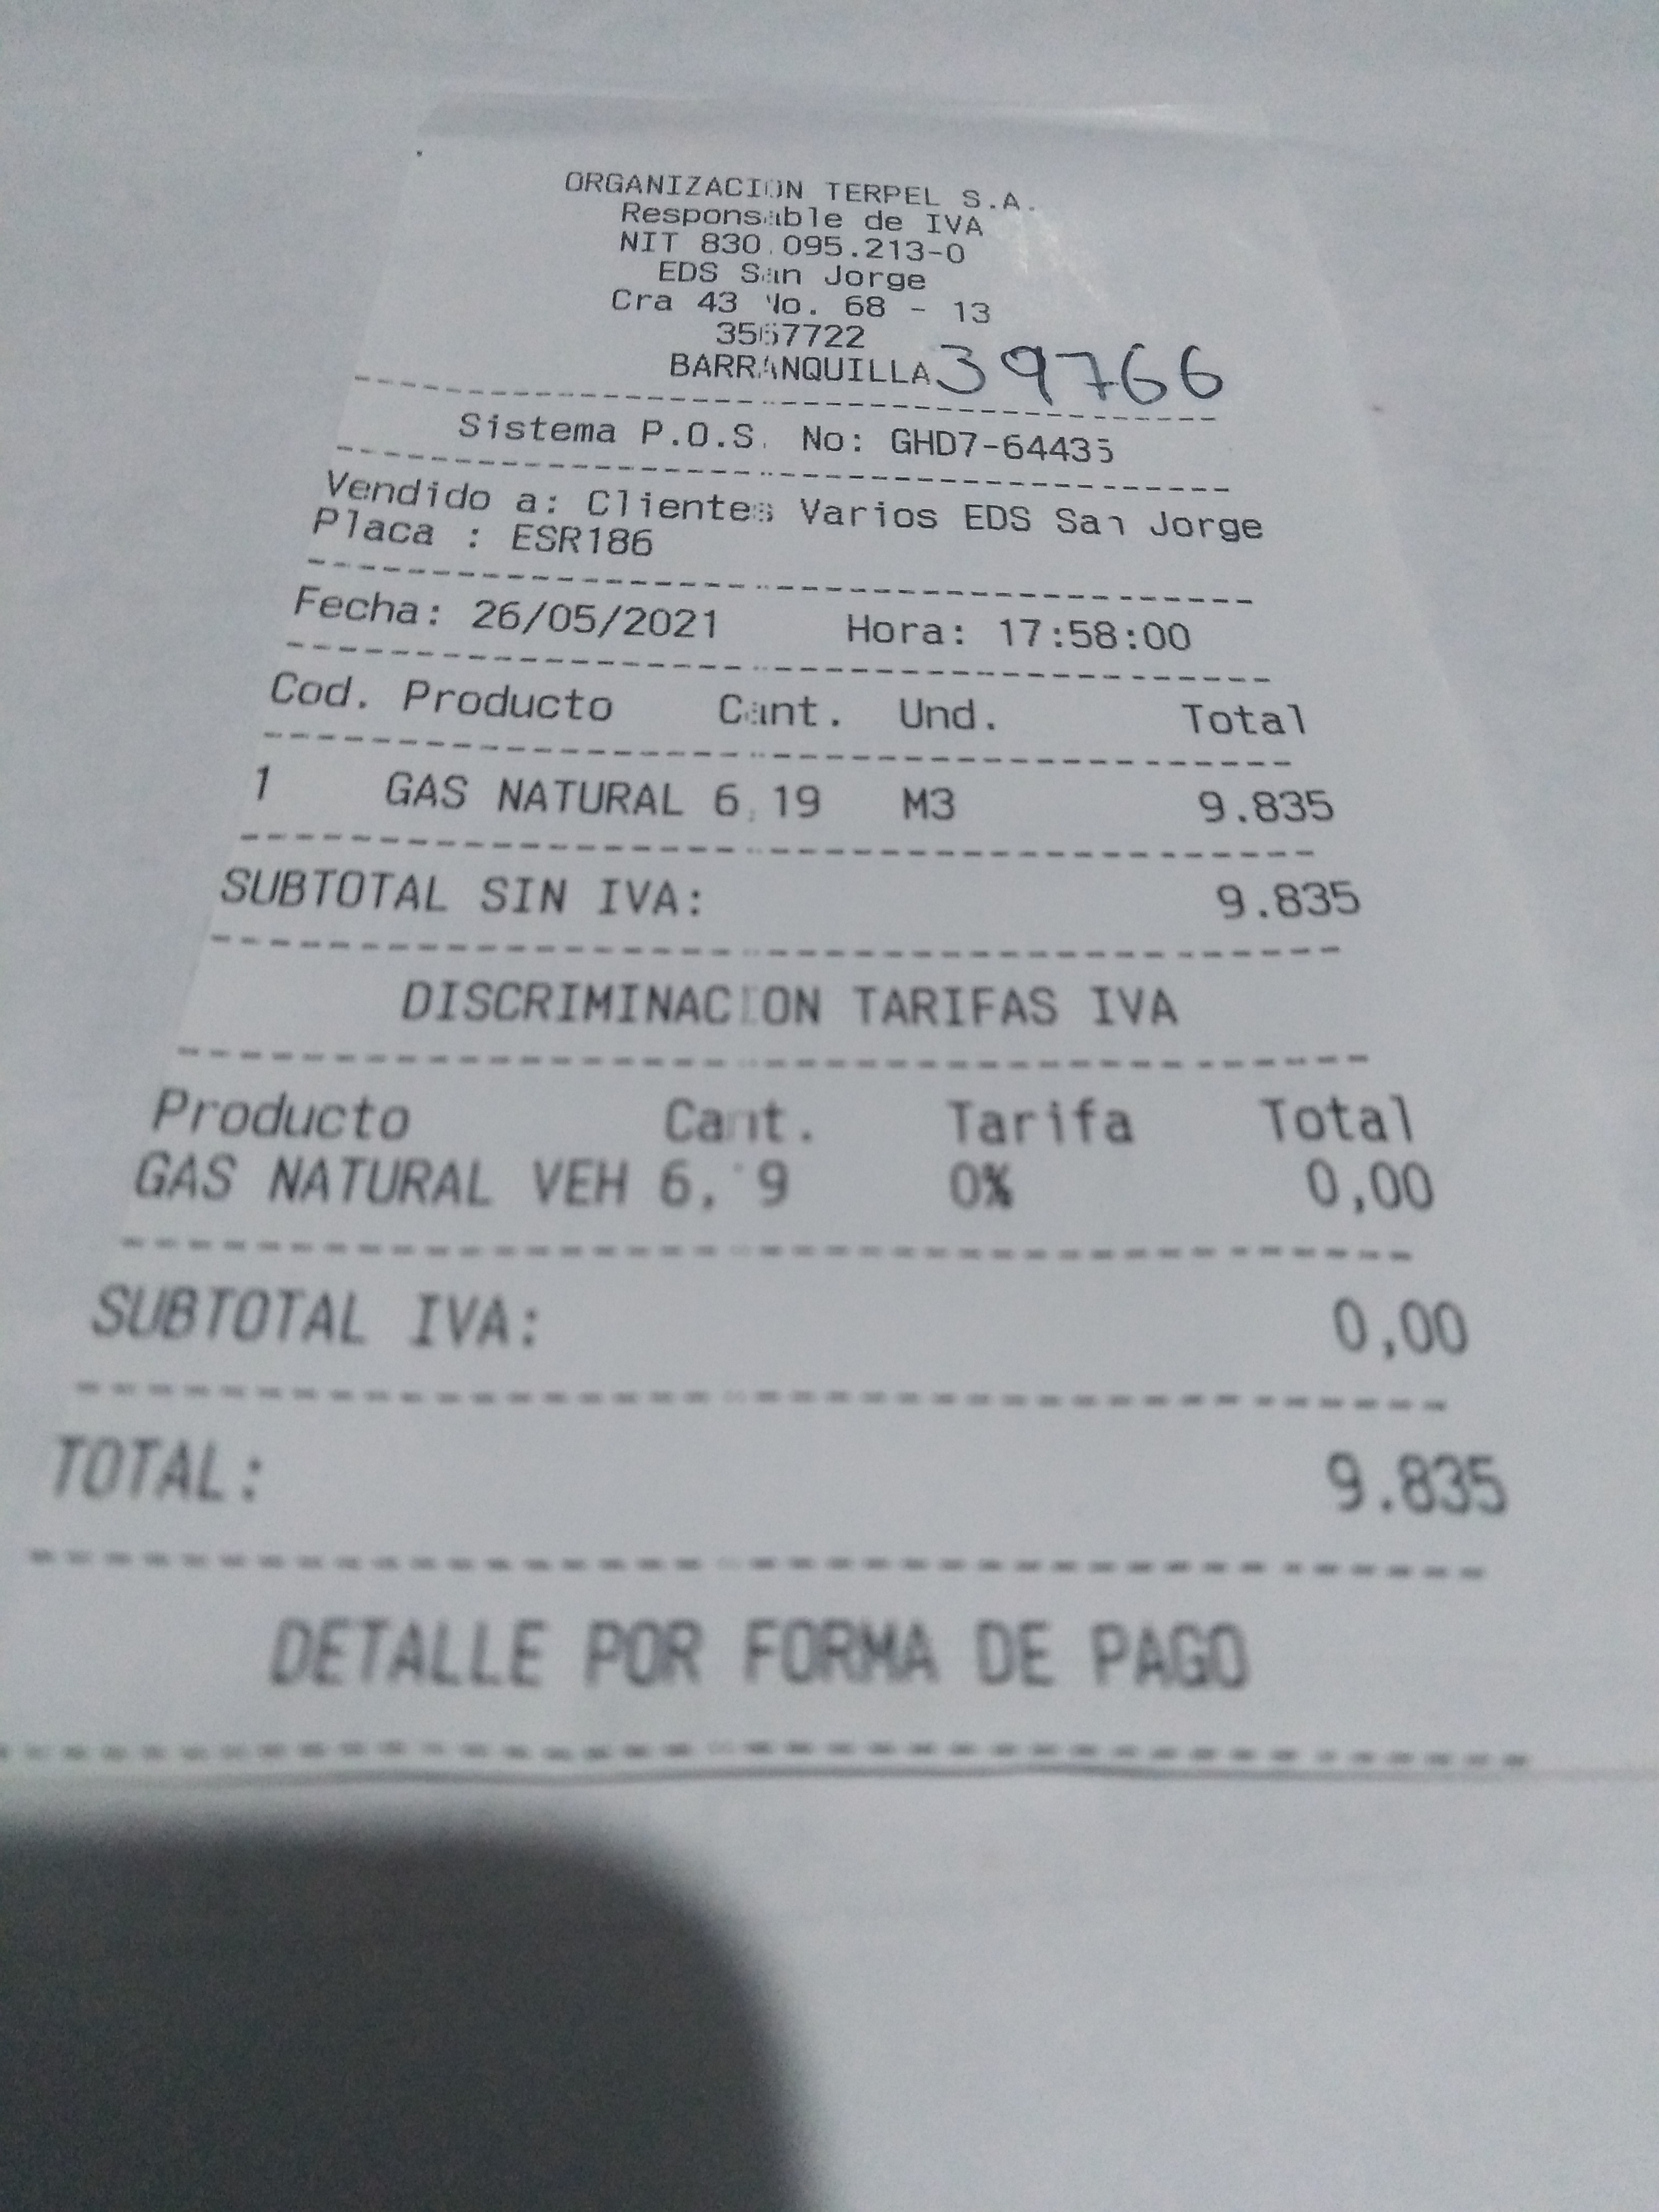 ORGANIZACION TERPEL S.A.
Responsable de IVA
NIT 830.095.213-0
EDS San Jorge
Cra 43 No. 68 - 13
3567722
BARRANQUILLA 39766
Sistema P.O.S. No: GHD7-64435
Vendido a: Clientes Varios EDS San Jorge
Placa : ESR186
Fecha: 26/05/2021 Hora: 17:58:00
Cod. Producto Cant. Und. Total
1 GAS NATURAL 6,19 M3 9.835
SUBTOTAL SIN IVA: 9.835
DISCRIMINACION TARIFAS IVA
Producto Cant. Tarifa Total
GAS NATURAL VEH 6,19 0% 0,00
SUBTOTAL IVA: 0,00
TOTAL: 9.835
DETALLE POR FORMA DE PAGO